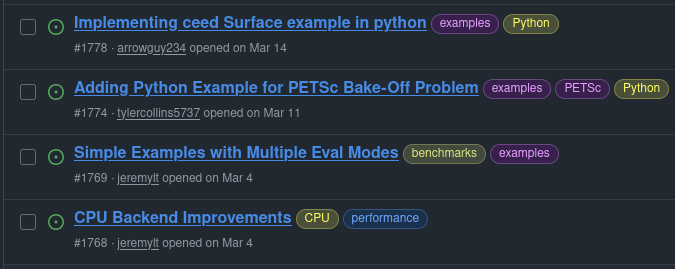 Implementing ceed Surface example in python examples Python
#1778 · arrowguy234 opened on Mar 14
Adding Python Example for PETSc Bake-Off Problem examples PETSc Python
#1774 · tylercollins5737 opened on Mar 11
Simple Examples with Multiple Eval Modes benchmarks examples
#1769 · jeremylt opened on Mar 4
CPU Backend Improvements CPU performance
#1768 · jeremylt opened on Mar 4